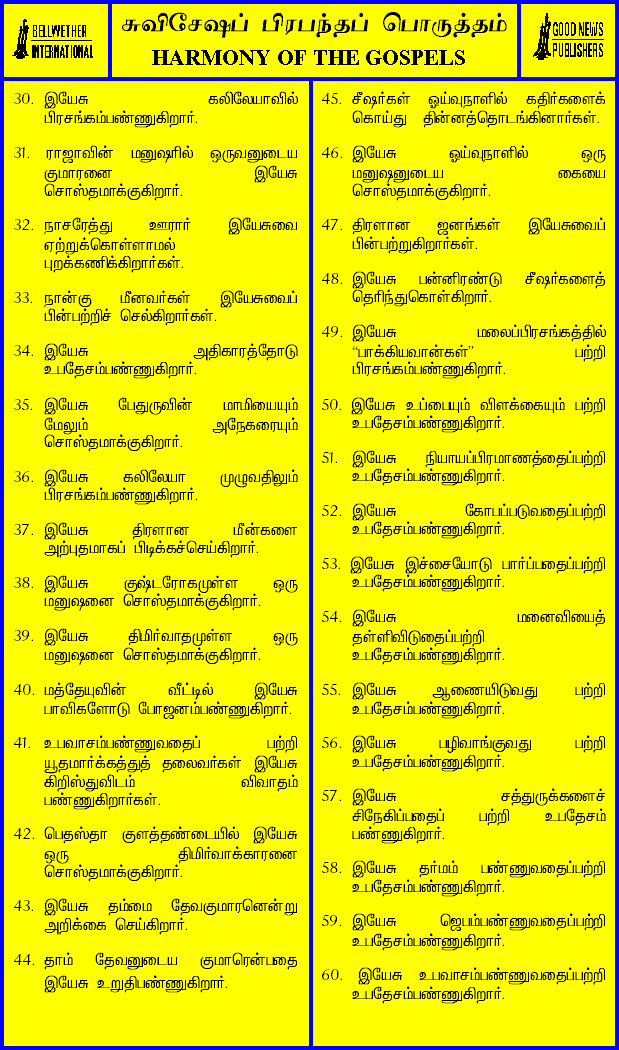 BELLWETHER
INTERNATIONAL
சுவிசேஷப் பிரபந்தப் பொருத்தம்
HARMONY OF THE GOSPELS
GOOD NEWS
PUBLISHERS
30. இயேசு கலிலேயாவில்
பிரசங்கம்பண்ணுகிறார்.
31. ராஜாவின் மனுஷரில் ஒருவனுடைய
குமாரனை இயேசு
சொஸ்தமாக்குகிறார்.
32. நாசரேத்து ஊரார் இயேசுவை
ஏற்றுக்கொள்ளாமல்
புறக்கணிக்கிறார்கள்.
33. நான்கு மீனவர்கள் இயேசுவைப்
பின்பற்றிச் செல்கிறார்கள்.
34. இயேசு அதிகாரத்தோடு
உபதேசம்பண்ணுகிறார்.
35. இயேசு பேதுருவின் மாமியையும்
மேலும் அநேகரையும்
சொஸ்தமாக்குகிறார்.
36. இயேசு கலிலேயா முழுவதிலும்
பிரசங்கம்பண்ணுகிறார்.
37. இயேசு திரளான மீன்களை
அற்புதமாகப் பிடிக்கச்செய்கிறார்.
38. இயேசு குஷ்டரோகமுள்ள ஒரு
மனுஷனை சொஸ்தமாக்குகிறார்.
39. இயேசு திமிர்வாதமுள்ள ஒரு
மனுஷனை சொஸ்தமாக்குகிறார்.
40. மத்தேயுவின் வீட்டில் இயேசு
பாவிகளோடு போஜனம்பண்ணுகிறார்.
41. உபவாசம்பண்ணுவதைப் பற்றி
யூதமார்க்கத்துத் தலைவர்கள் இயேசு
கிறிஸ்துவிடம் விவாதம்
பண்ணுகிறார்கள்.
42. பெதஸ்தா குளத்தண்டையில் இயேசு
ஒரு திமிர்வாக்காரனை
சொஸ்தமாக்குகிறார்.
43. இயேசு தம்மை தேவகுமாரனென்று
அறிக்கை செய்கிறார்.
44. தாம் தேவனுடைய குமாரென்பதை
இயேசு உறுதிபண்ணுகிறார்.
45. சீஷர்கள் ஓய்வுநாளில் கதிர்களைக்
கொய்து தின்னத்தொடங்கினார்கள்.
46. இயேசு ஓய்வுநாளில் ஒரு
மனுஷனுடைய கையை
சொஸ்தமாக்குகிறார்.
47. திரளான ஜனங்கள் இயேசுவைப்
பின்பற்றுகிறார்கள்.
48. இயேசு பன்னிரண்டு சீஷர்களைத்
தெரிந்துகொள்கிறார்.
49. இயேசு மலைப்பிரசங்கத்தில்
“பாக்கியவான்கள்” பற்றி
பிரசங்கம்பண்ணுகிறார்.
50. இயேசு உப்பையும் விளக்கையும் பற்றி
உபதேசம்பண்ணுகிறார்.
51. இயேசு நியாயப்பிரமாணத்தைப்பற்றி
உபதேசம்பண்ணுகிறார்.
52. இயேசு கோபப்படுவதைப்பற்றி
உபதேசம்பண்ணுகிறார்.
53. இயேசு இச்சையோடு பார்ப்பதைப்பற்றி
உபதேசம்பண்ணுகிறார்.
54. இயேசு மனைவியைத்
தள்ளிவிடுதைப்பற்றி
உபதேசம்பண்ணுகிறார்.
55. இயேசு ஆணையிடுவது பற்றி
உபதேசம்பண்ணுகிறார்.
56. இயேசு பழிவாங்குவது பற்றி
உபதேசம்பண்ணுகிறார்.
57. இயேசு சத்துருக்களைச்
சிநேகிப்பதைப் பற்றி உபதேசம்
பண்ணுகிறார்.
58. இயேசு தர்மம் பண்ணுவதைப்பற்றி
உபதேசம்பண்ணுகிறார்.
59. இயேசு ஜெபம்பண்ணுவதைப்பற்றி
உபதேசம்பண்ணுகிறார்.
60. இயேசு உபவாசம்பண்ணுவதைப்பற்றி
உபதேசம்பண்ணுகிறார்.